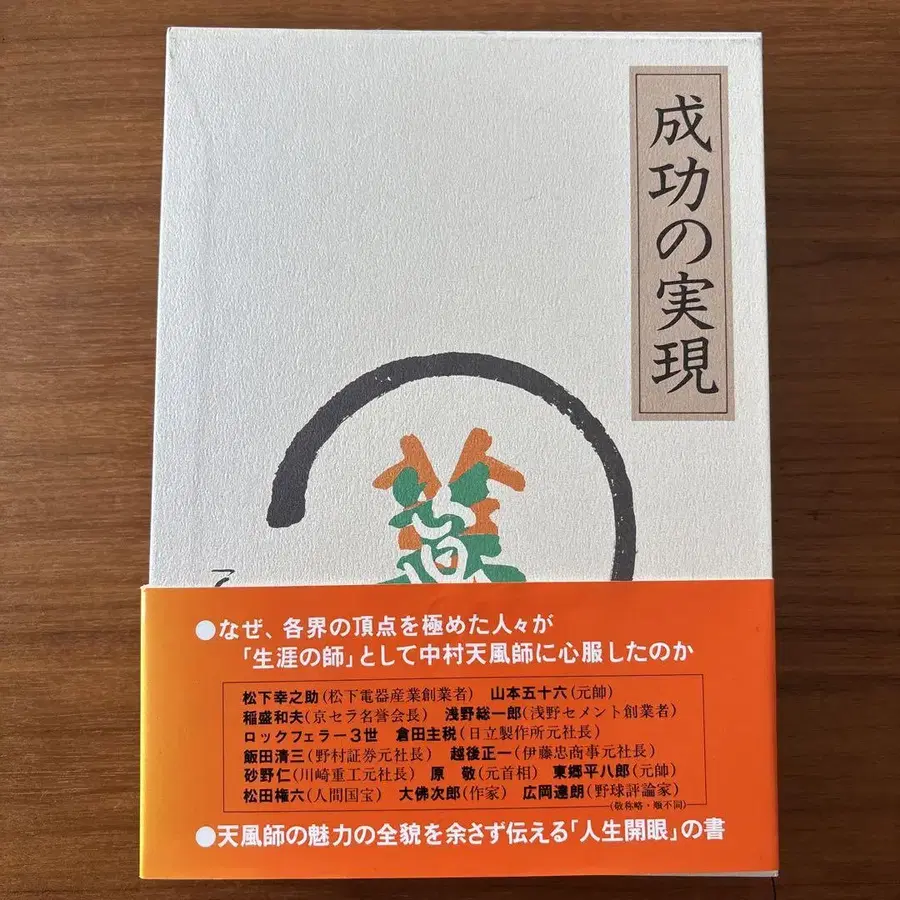 成功の実現
●なぜ、各界の頂点を極めた人々が
「生涯の師」として中村天風師に心服したのか
松下幸之助(松下電器産業創業者) 山本五十六(元帥)
稲盛和夫(京セラ名誉会長) 浅野総一郎(浅野セメント創業者)
ロックフェラー3世 倉田主税(日立製作所元社長)
飯田清三(野村証券元社長) 越後正一(伊藤忠商事元社長)
砂野仁(川崎重工元社長) 原 敬(元首相) 東郷平八郎(元帥)
松田権六(人間国宝) 大佛次郎(作家) 広岡達朗(野球評論家)
(敬称略・順不同)
●天風師の魅力の全貌を余さず伝える「人生開眼」の書